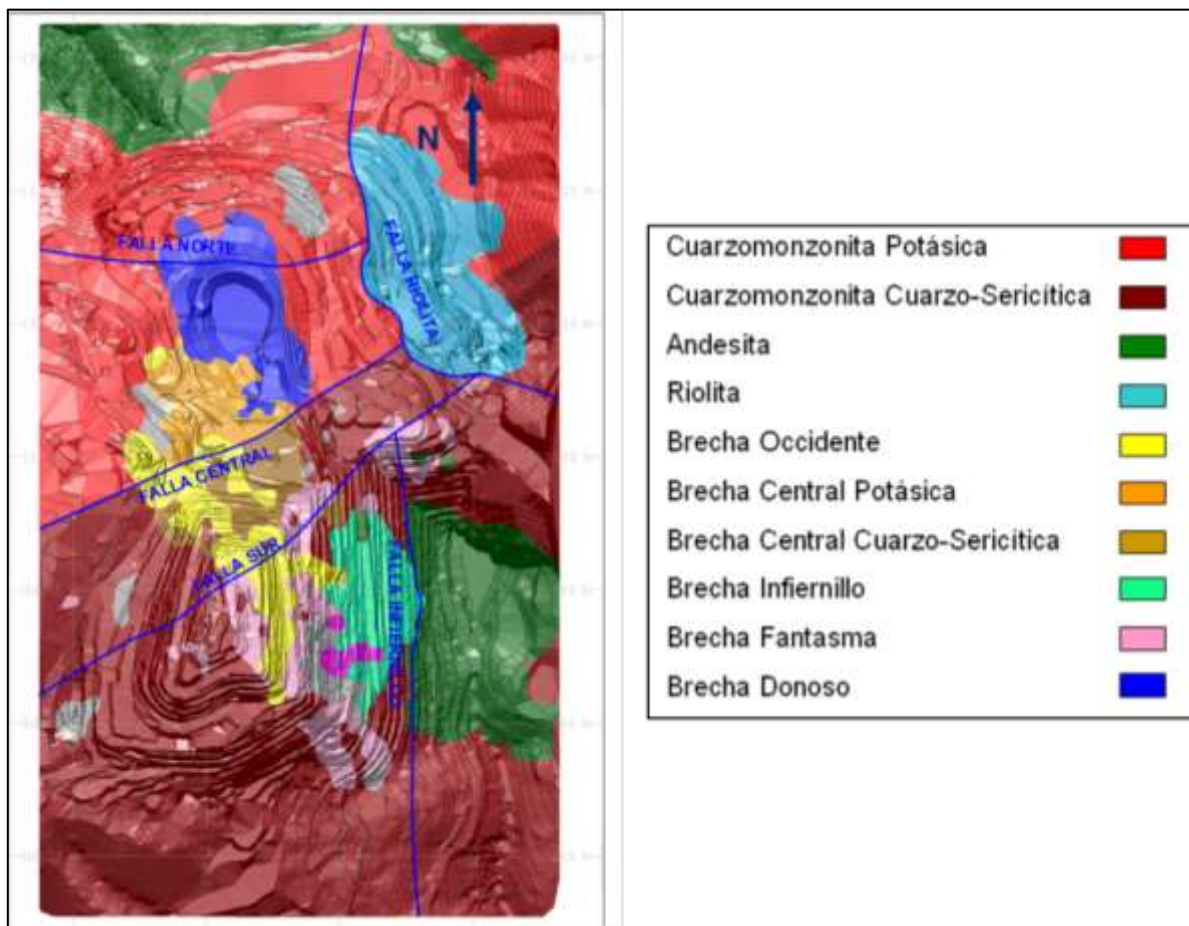 N
FALLA NORTE
FALLA RIOLITA
FALLA CENTRAL
FALLA SUR
FALLA INFIERNILLO
Cuarzomonzonita Potásica
Cuarzomonzonita Cuarzo-Sericítica
Andesita
Riolita
Brecha Occidente
Brecha Central Potásica
Brecha Central Cuarzo-Sericítica
Brecha Infiernillo
Brecha Fantasma
Brecha Donoso